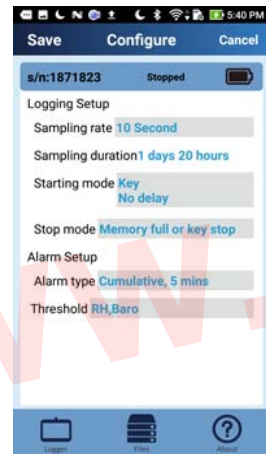 5:40 PM
Save Configure Cancel
s/n:1871823 Stopped
Logging Setup
Sampling rate 10 Second
Sampling duration1 days 20 hours
Starting mode Key
No delay
Stop mode Memory full or key stop
Alarm Setup
Alarm type Cumulative, 5 mins
Threshold RH,Baro
Logger Files About